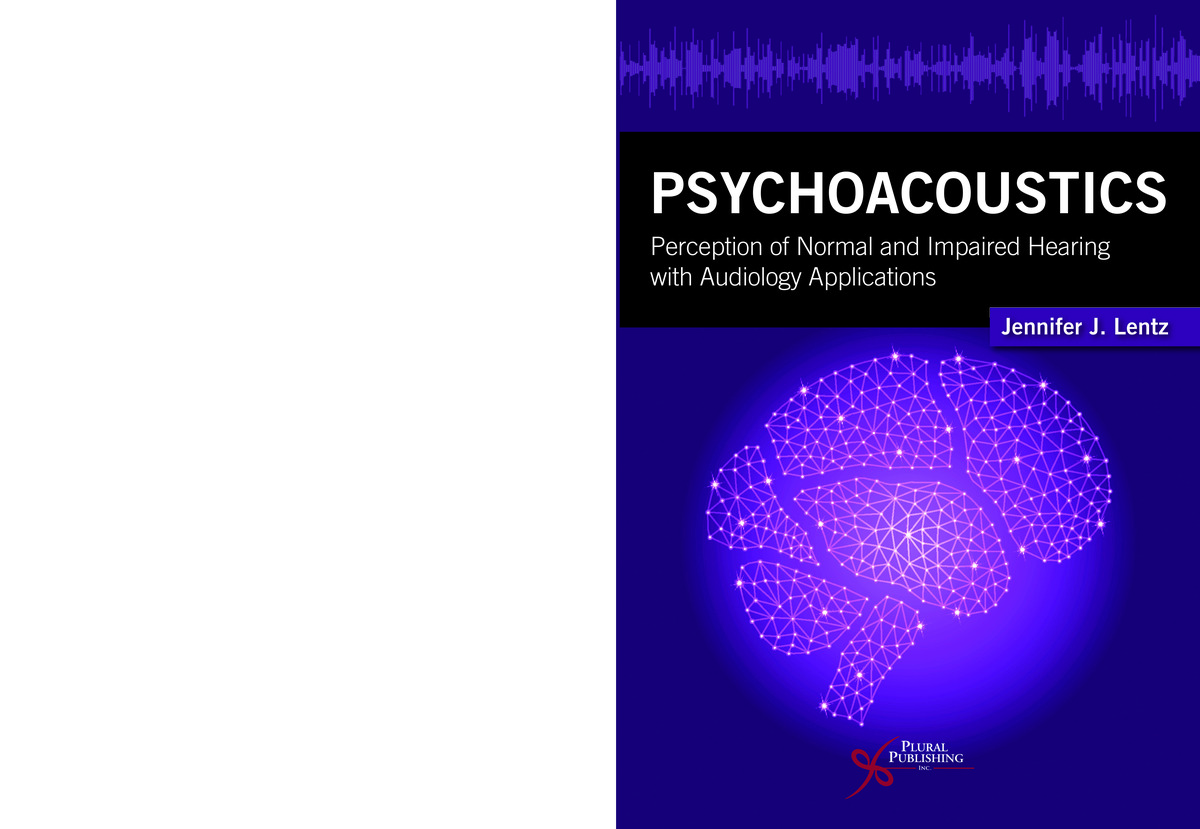 PSYCHOACOUSTICS
Perception of Normal and Impaired Hearing
with Audiology Applications
Jennifer J. Lentz
PLURAL
PUBLISHING
INC.